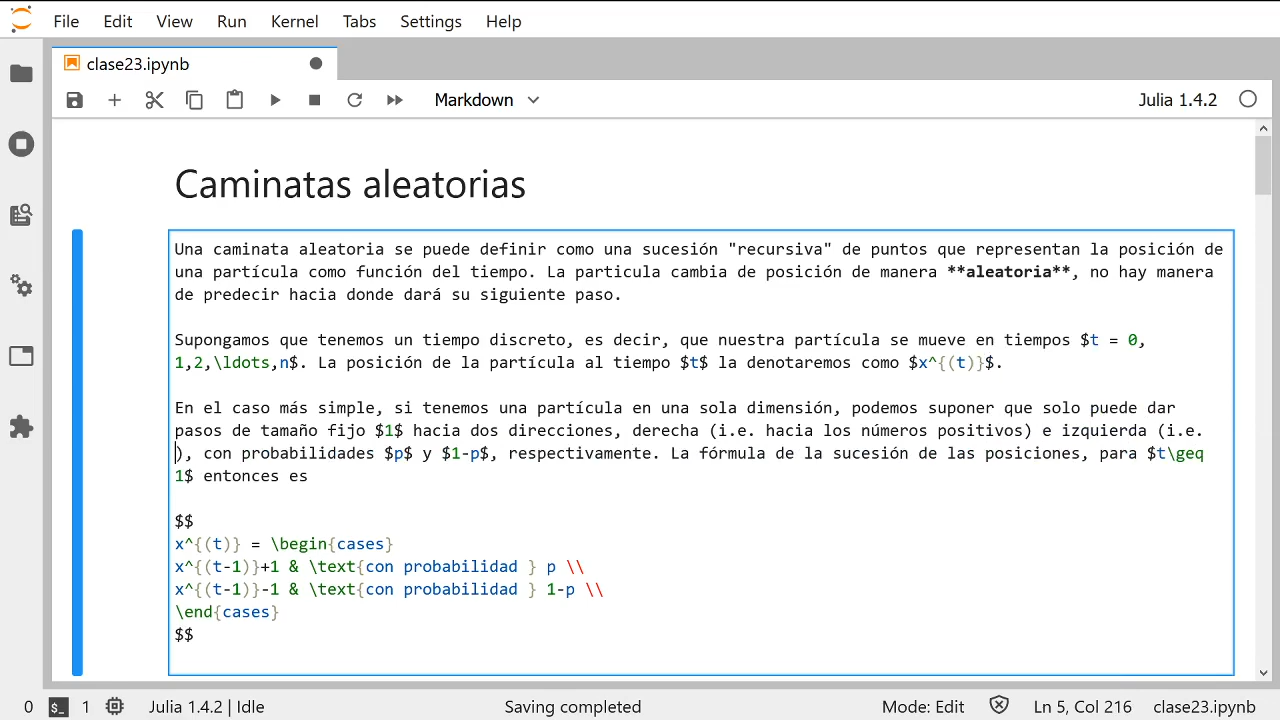 File Edit View Run Kernel Tabs Settings Help
clase23.ipynb
Markdown
Julia 1.4.2
Caminatas aleatorias
Una caminata aleatoria se puede definir como una sucesión "recursiva" de puntos que representan la posición de
una partícula como función del tiempo. La particula cambia de posición de manera **aleatoria**, no hay manera
de predecir hacia donde dará su siguiente paso.
Supongamos que tenemos un tiempo discreto, es decir, que nuestra partícula se mueve en tiempos $t = 0,
1,2,\ldots,n$. La posición de la partícula al tiempo $t$ la denotaremos como $x^{(t)}$.
En el caso más simple, si tenemos una partícula en una sola dimensión, podemos suponer que solo puede dar
pasos de tamaño fijo $1$ hacia dos direcciones, derecha (i.e. hacia los números positivos) e izquierda (i.e.
), con probabilidades $p$ y $1-p$, respectivamente. La fórmula de la sucesión de las posiciones, para $t\geq
1$ entonces es
$$
x^{(t)} = \begin{cases}
x^{(t-1)}+1 & \text{con probabilidad } p \\
x^{(t-1)}-1 & \text{con probabilidad } 1-p \\
\end{cases}
$$
0 $_ 1 Julia 1.4.2 | Idle Saving completed Mode: Edit Ln 5, Col 216 clase23.ipynb